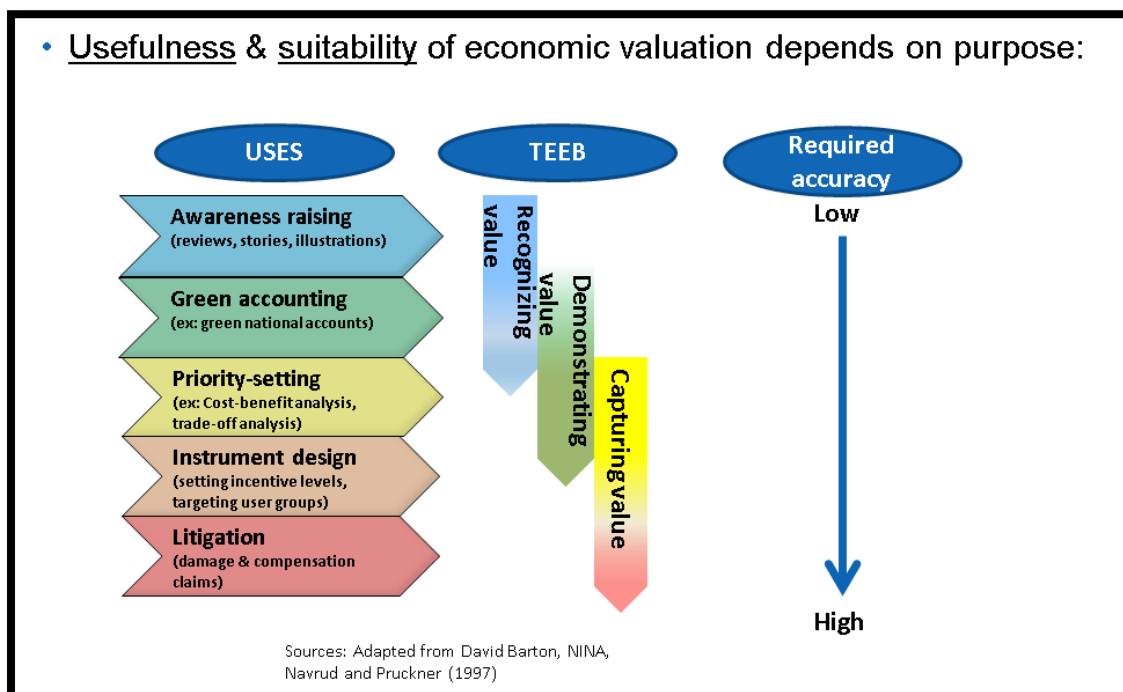 • Usefulness & suitability of economic valuation depends on purpose:
USES
TEEB
Required
accuracy
Awareness raising
(reviews, stories, illustrations)
Green accounting
(ex: green national accounts)
Priority-setting
(ex: Cost-benefit analysis,
trade-off analysis)
Instrument design
(setting incentive levels,
targeting user groups)
Litigation
(damage & compensation
claims)
Recognizing
value
Demonstrating
value
Capturing value
Low
High
Sources: Adapted from David Barton, NINA,
Navrud and Pruckner (1997)